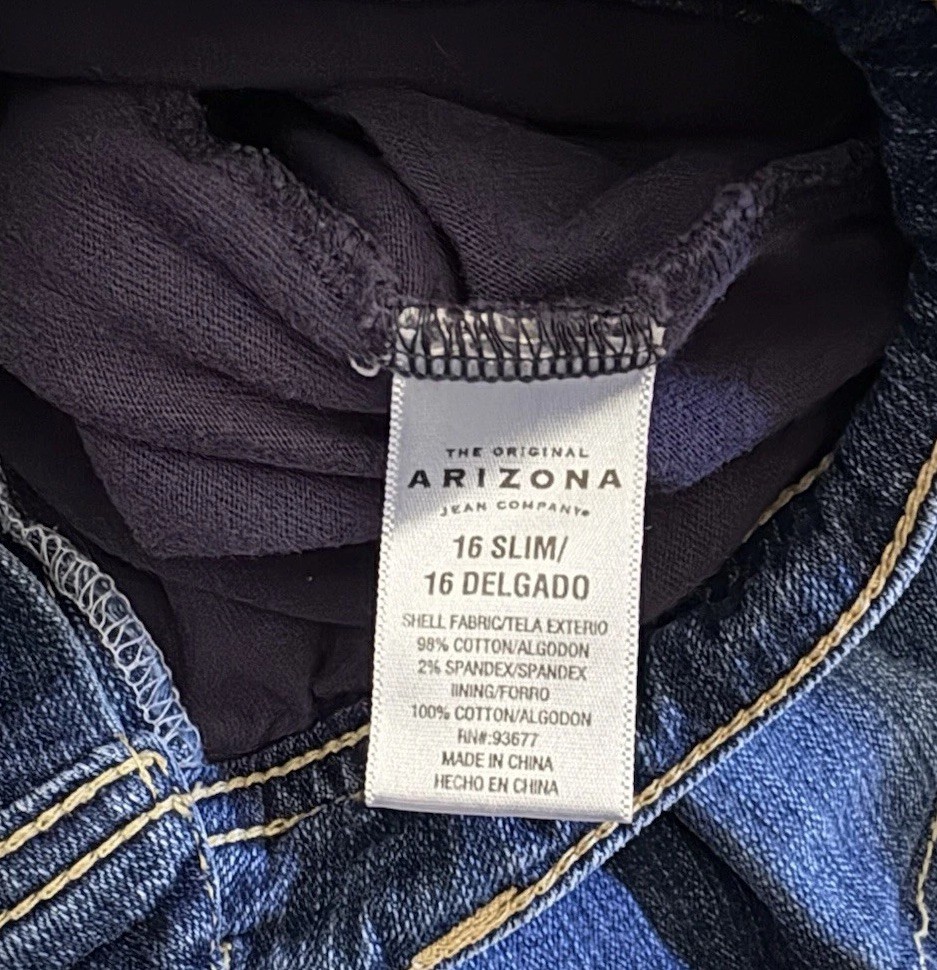 THE ORIGINAL
ARIZONA
JEAN COMPANY®
16 SLIM/
16 DELGADO
SHELL FABRIC/TELA EXTERIO
98% COTTON/ALGODON
2% SPANDEX/SPANDEX
LINING/FORRO
100% COTTON/ALGODON
RN#:93677
MADE IN CHINA
HECHO EN CHINA